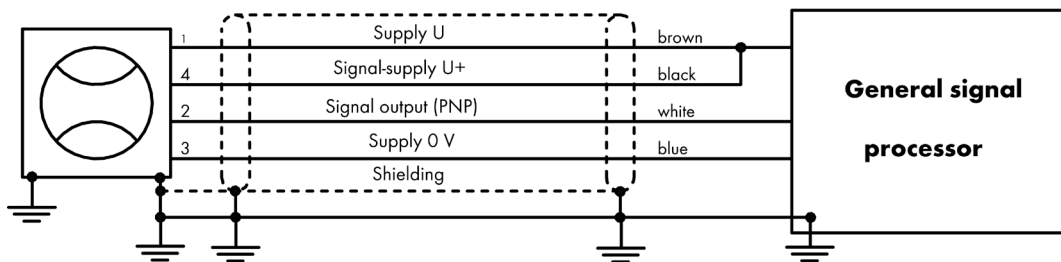 1 Supply U brown
4 Signal-supply U+ black
2 Signal output (PNP) white
3 Supply 0 V blue
Shielding
General signal
processor